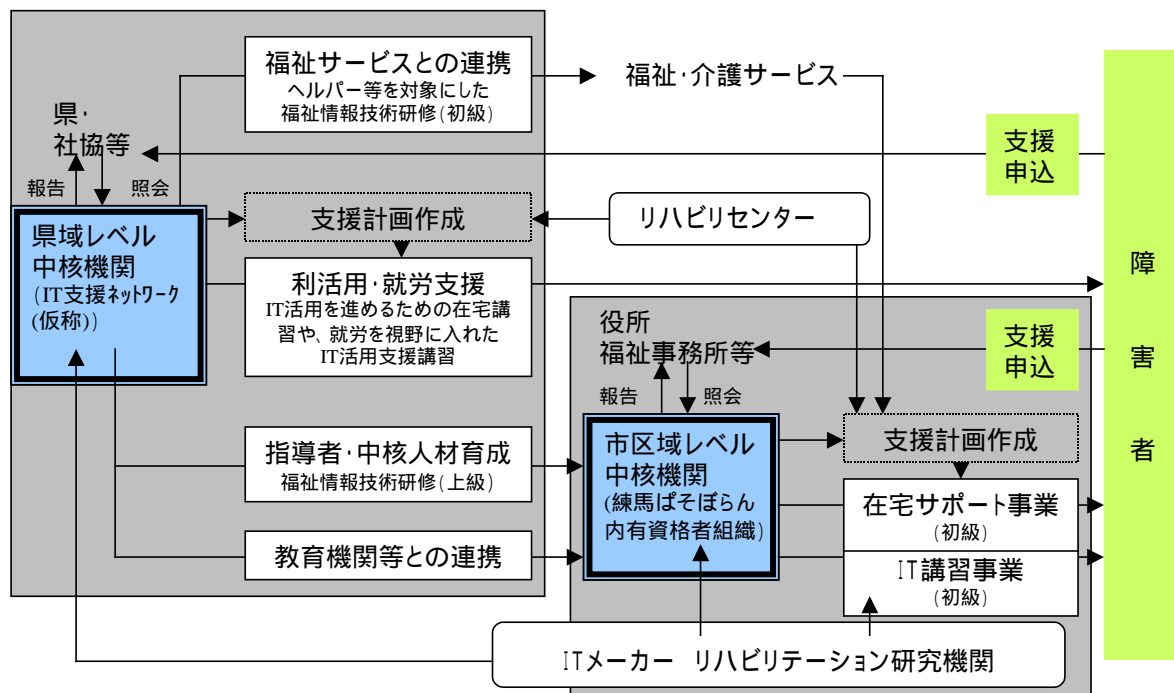 福祉サービスとの連携
ヘルパー等を対象にした
福祉情報技術研修(初級)
福祉・介護サービス
県・
社協等
報告
照会
支援
申込
支援計画作成
リハビリセンター
県域レベル
中核機関
(IT支援ネットワーク
(仮称))
利活用・就労支援
IT活用を進めるための在宅講
習や、就労を視野に入れた
IT活用支援講習
障
害
者
役所
福祉事務所等
支援
申込
報告
照会
指導者・中核人材育成
福祉情報技術研修(上級)
市区域レベル
中核機関
(練馬ぱそぼらん
内有資格者組織)
支援計画作成
在宅サポート事業
(初級)
教育機関等との連携
IT講習事業
(初級)
ITメーカー リハビリテーション研究機関